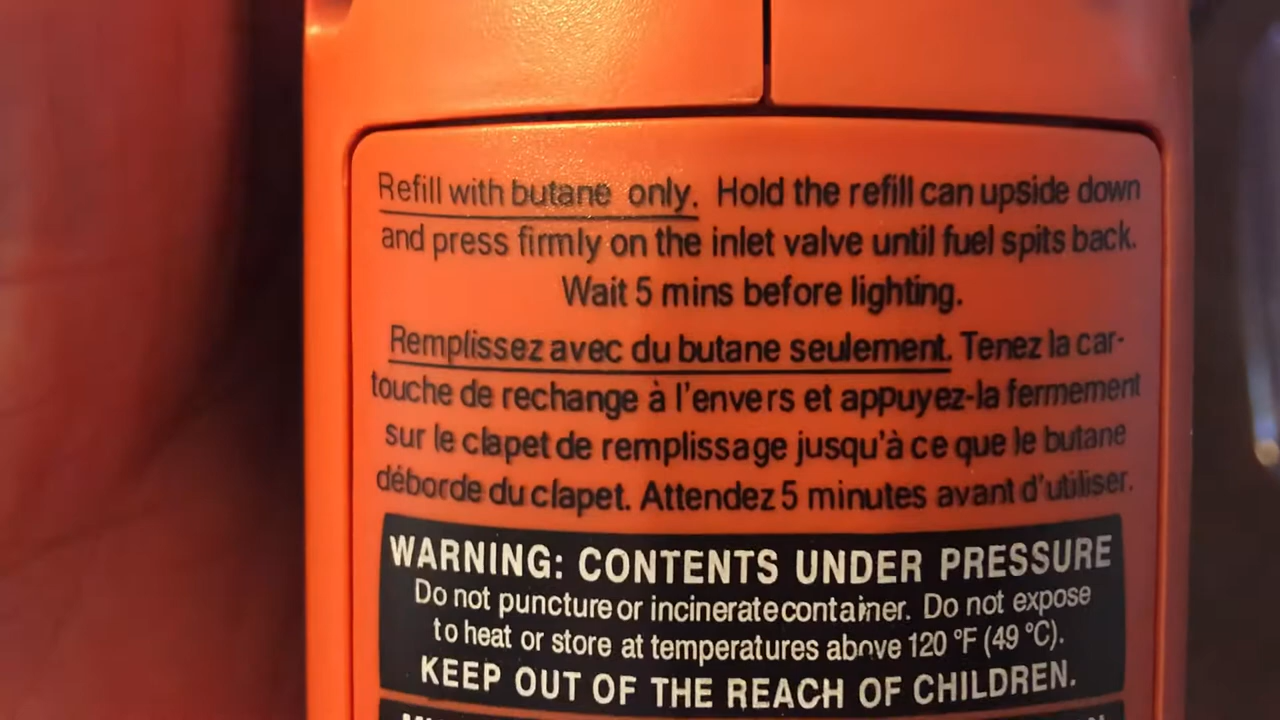 Refill with butane only. Hold the refill can upside down
and press firmly on the inlet valve until fuel spits back.
Wait 5 mins before lighting.
Remplissez avec du butane seulement. Tenez la car-
touche de rechange à l'envers et appuyez-la fermement
sur le clapet de remplissage jusqu'à ce que le butane
déborde du clapet. Attendez 5 minutes avant d'utiliser.
WARNING: CONTENTS UNDER PRESSURE
Do not puncture or incinerate container. Do not expose
to heat or store at temperatures above 120 °F (49 °C).
KEEP OUT OF THE REACH OF CHILDREN.